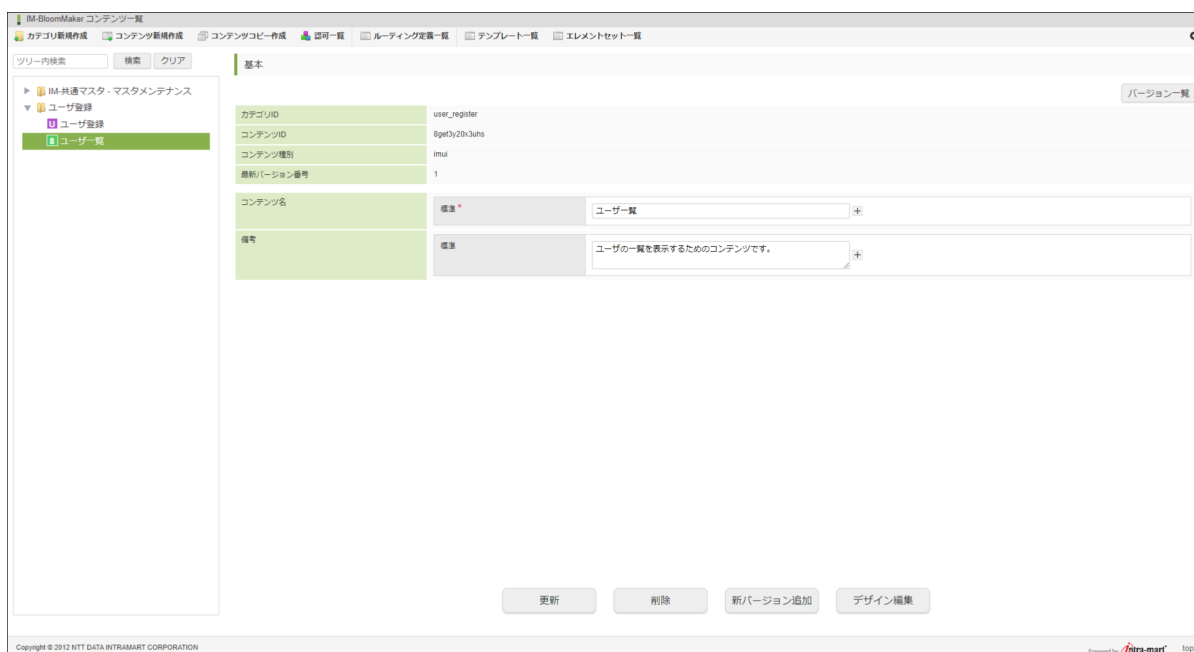 IM-BloomMaker コンテンツ一覧
カテゴリ新規作成 コンテンツ新規作成 コンテンツコピー作成 認可一覧 ルーティング定義一覧 テンプレート一覧 エレメントセット一覧
ツリー内検索 検索 クリア
基本
IM-共通マスタ - マスタメンテナンス
ユーザ登録
U ユーザ登録
8 ユーザ一覧
バージョン一覧
カテゴリID user_register
コンテンツID 8get3y20x3uhs
コンテンツ種別 imui
最新バージョン番号 1
コンテンツ名 標準 * ユーザ一覧
備考 標準 ユーザの一覧を表示するためのコンテンツです。
更新 削除 新バージョン追加 デザイン編集
Copyright © 2012 NTT DATA INTRAMART CORPORATION
Powered by intra-mart top